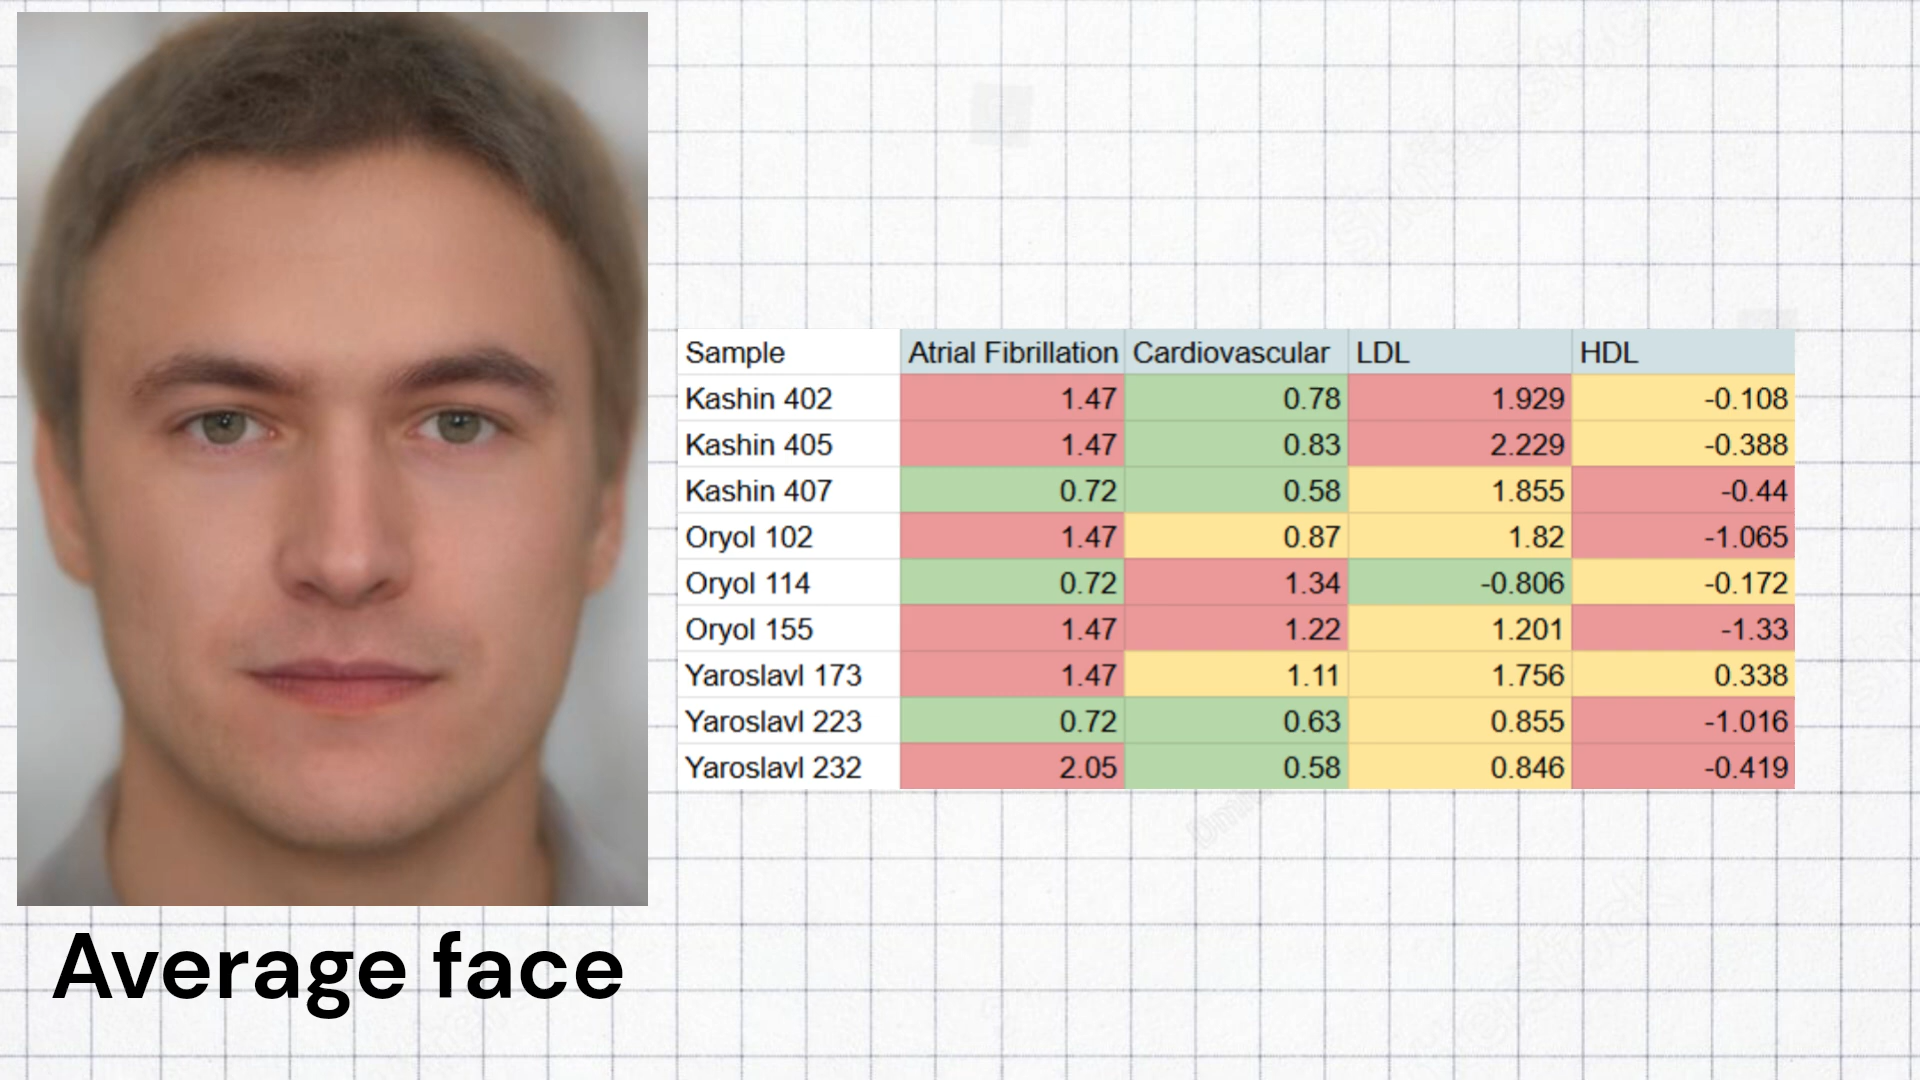 Sample Atrial Fibrillation Cardiovascular LDL HDL
Kashin 402 1.47 0.78 1.929 -0.108
Kashin 405 1.47 0.83 2.229 -0.388
Kashin 407 0.72 0.58 1.855 -0.44
Oryol 102 1.47 0.87 1.82 -1.065
Oryol 114 0.72 1.34 -0.806 -0.172
Oryol 155 1.47 1.22 1.201 -1.33
Yaroslavl 173 1.47 1.11 1.756 0.338
Yaroslavl 223 0.72 0.63 0.855 -1.016
Yaroslavl 232 2.05 0.58 0.846 -0.419
Average face